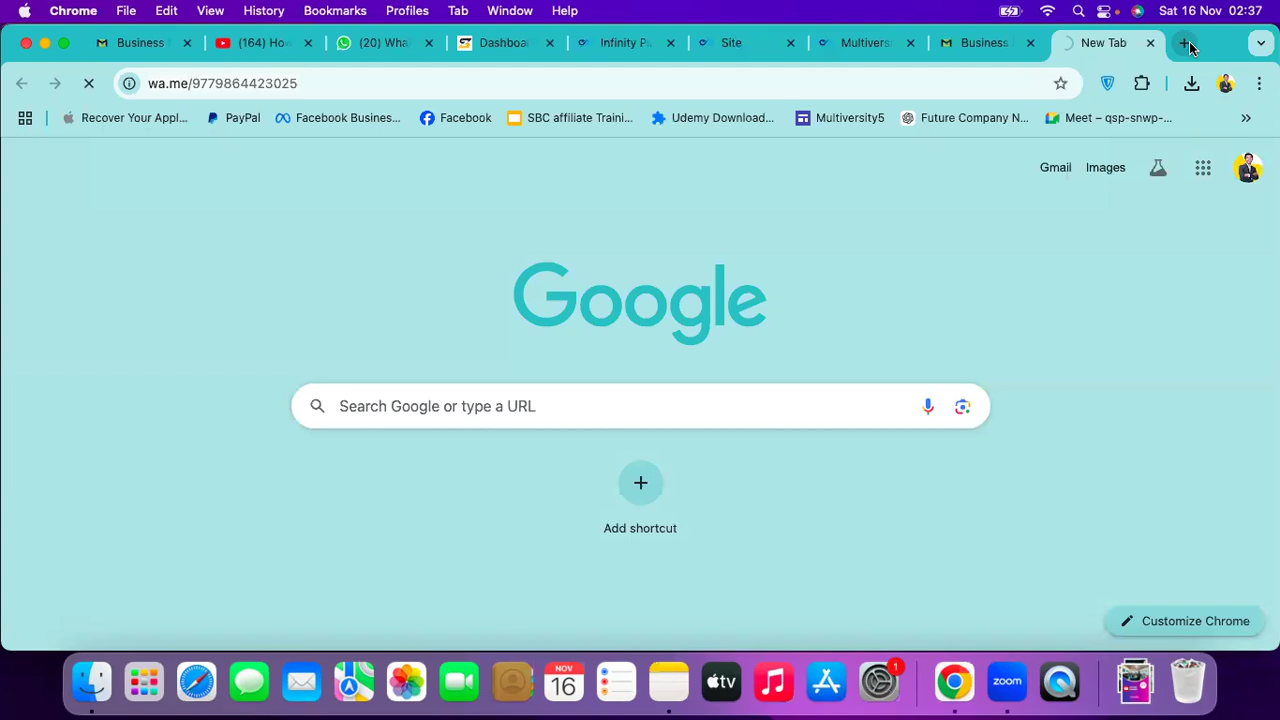 Chrome File Edit View History Bookmarks Profiles Tab Window Help Sat 16 Nov 02:37
Business (164) Ho (20) Wha Dashboa Infinity P Site Multivers Business New Tab
wa.me/9779864423025
Recover Your Appl... PayPal Facebook Busines... Facebook SBC affiliate Traini... Udemy Download... Multiversity5 Future Company N... Meet – qsp-snwp-...
Gmail Images
Google
Search Google or type a URL
Add shortcut
Customize Chrome
NOV
16
tv
1
zoom